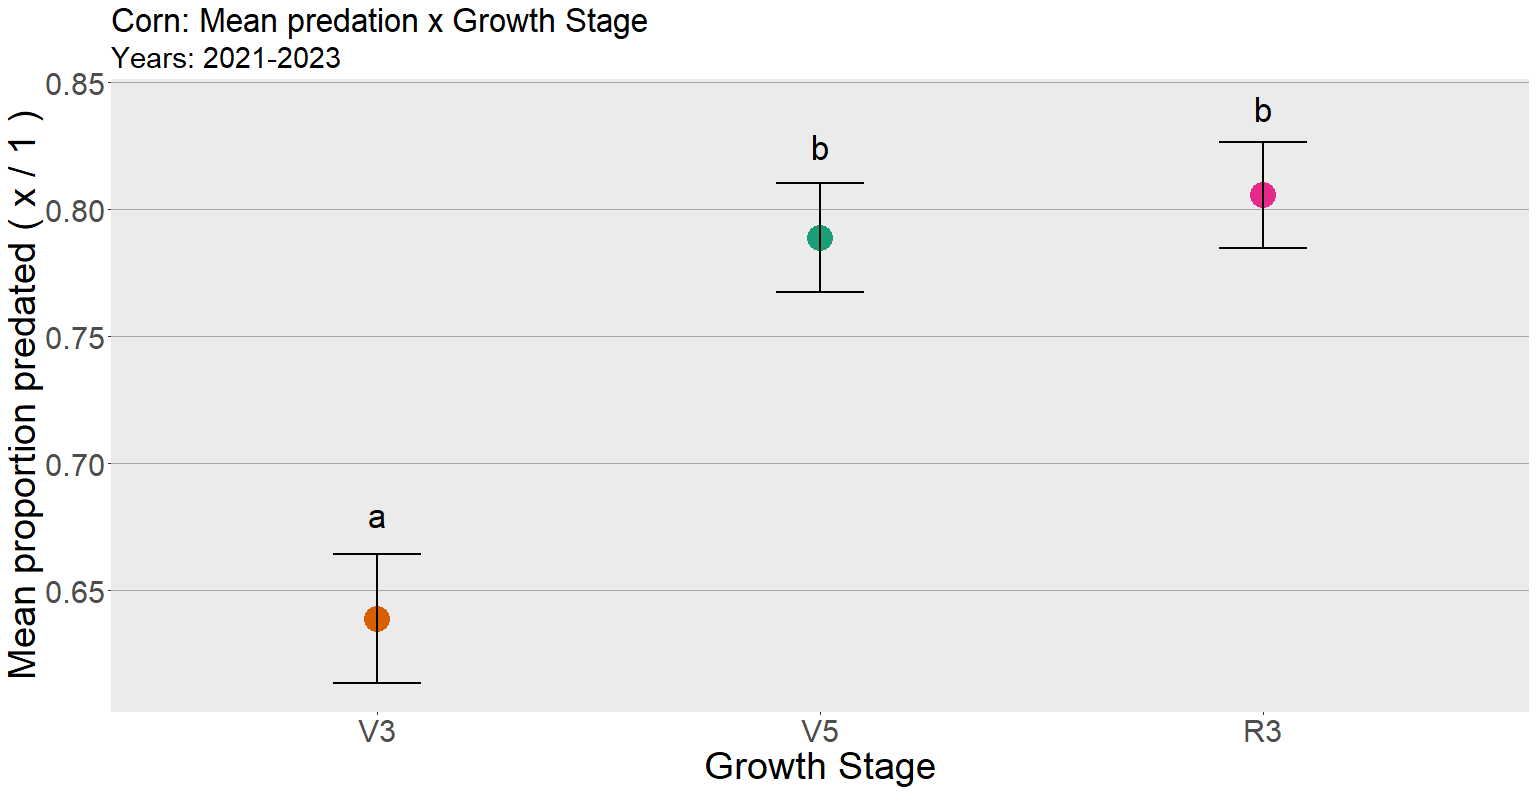 Corn: Mean predation x Growth Stage
Years: 2021-2023
Mean proportion predated ( x / 1 )
0.85
0.80
0.75
0.70
0.65
a
b
b
V3
V5
R3
Growth Stage